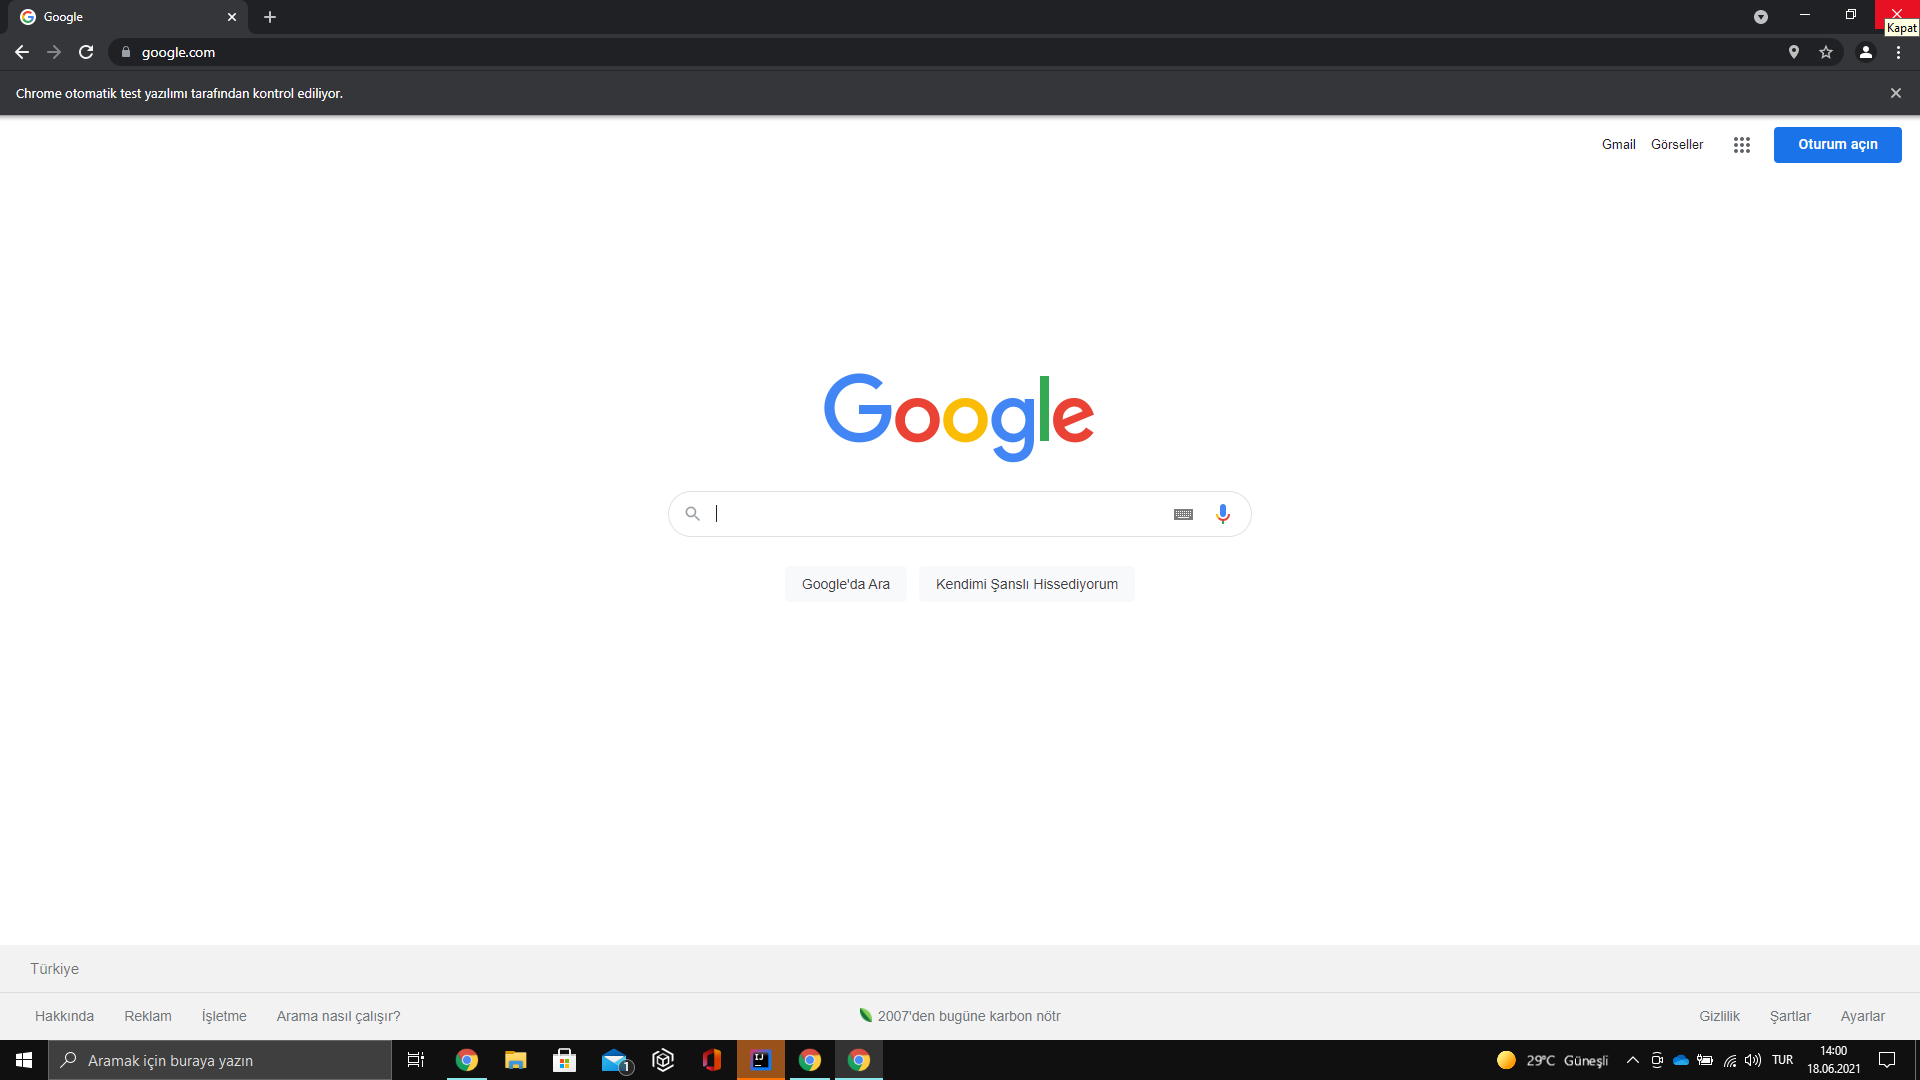 Google
Kapat
google.com
Chrome otomatik test yazılımı tarafından kontrol ediliyor.
Gmail Görseller Oturum açın
Google
Google'da Ara Kendimi Şanslı Hissediyorum
Türkiye
Hakkında Reklam İşletme Arama nasıl çalışır? 2007'den bugüne karbon nötr Gizlilik Şartlar Ayarlar
Aramak için buraya yazın 1 IJ 29°C Güneşli TUR 14:00
18.06.2021